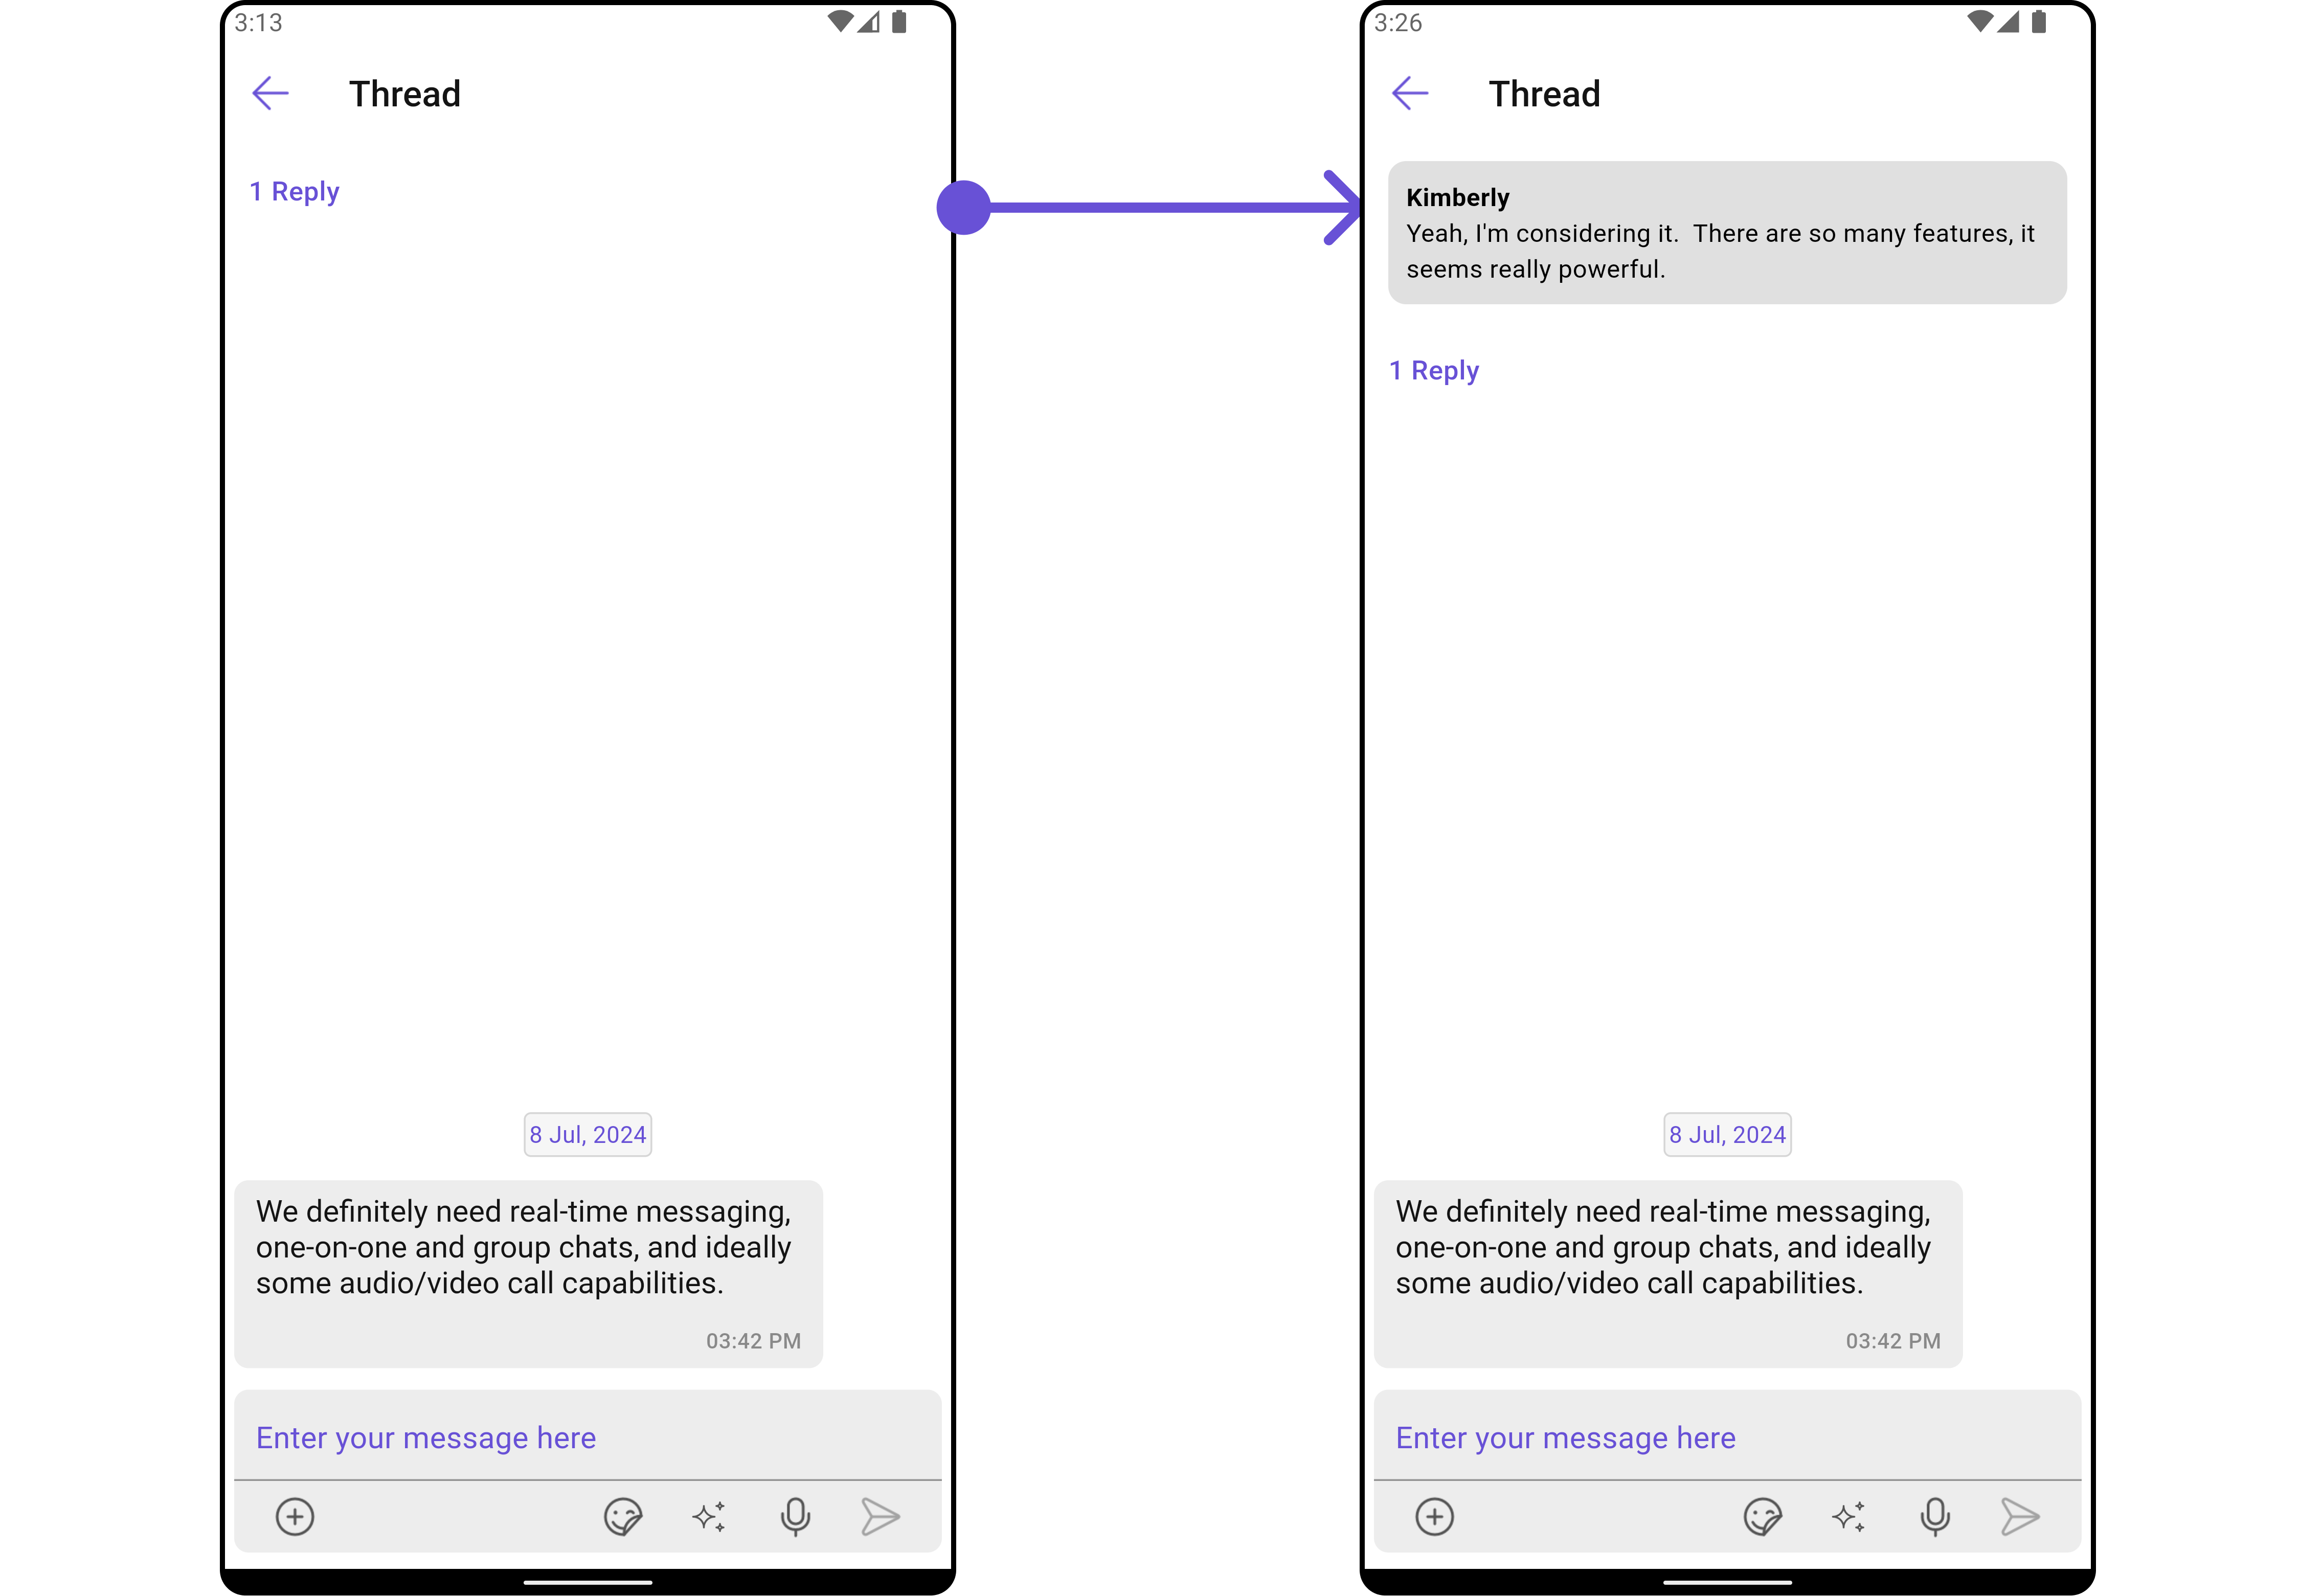 3:13
Thread
1 Reply
8 Jul, 2024
We definitely need real-time messaging,
one-on-one and group chats, and ideally
some audio/video call capabilities.
03:42 PM
Enter your message here
3:26
Thread
Kimberly
Yeah, I'm considering it.  There are so many features, it
seems really powerful.
1 Reply
8 Jul, 2024
We definitely need real-time messaging,
one-on-one and group chats, and ideally
some audio/video call capabilities.
03:42 PM
Enter your message here